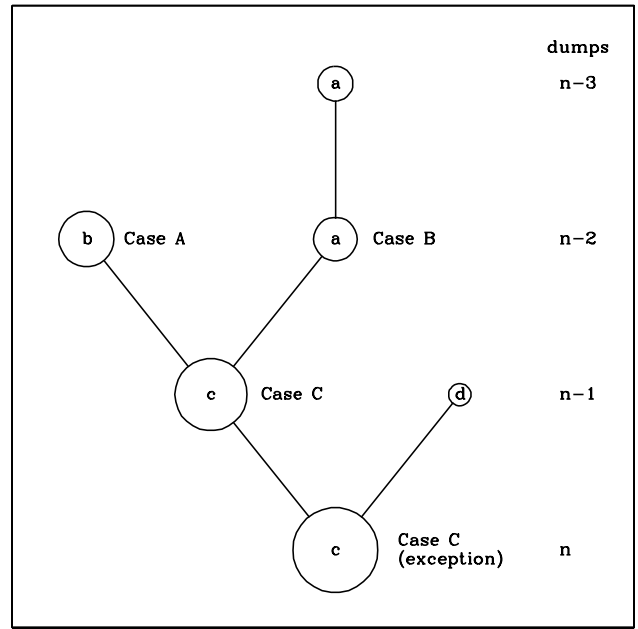 dumps
a n-3
b Case A a Case B n-2
c Case C d n-1
c Case C
(exception) n